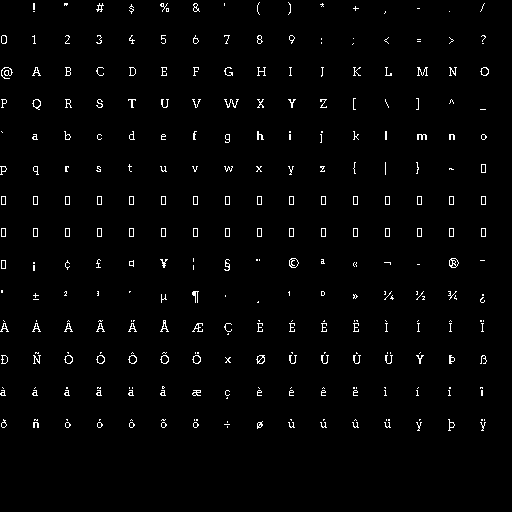 ! " # $ % & ' ( ) * + , - . /
0 1 2 3 4 5 6 7 8 9 : ; < = > ?
@ A B C D E F G H I J K L M N O
P Q R S T U V W X Y Z [ \ ] ^ _
` a b c d e f g h i j k l m n o
p q r s t u v w x y z { | } ~ ▯
▯ ▯ ▯ ▯ ▯ ▯ ▯ ▯ ▯ ▯ ▯ ▯ ▯ ▯ ▯ ▯
▯ ▯ ▯ ▯ ▯ ▯ ▯ ▯ ▯ ▯ ▯ ▯ ▯ ▯ ▯ ▯
▯ ¡ ¢ £ ¤ ¥ ¦ § ¨ © ª « ¬ - ® ¯
° ± ² ³ ´ µ ¶ · ¸ ¹ º » ¼ ½ ¾ ¿
À Á Â Ã Ä Å Æ Ç È É Ê Ë Ì Í Î Ï
Ð Ñ Ò Ó Ô Õ Ö × Ø Ù Ú Û Ü Ý Þ ß
à á â ã ä å æ ç è é ê ë ì í î ï
ð ñ ò ó ô õ ö ÷ ø ù ú û ü ý þ ÿ